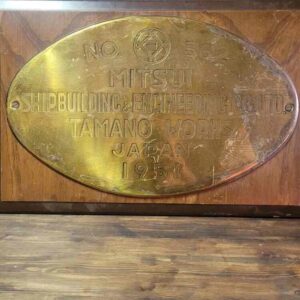 NO.
MITSUI
SHIPBUILDING & ENGINEERING CO. LTD.
TAMANO WORKS
JAPAN